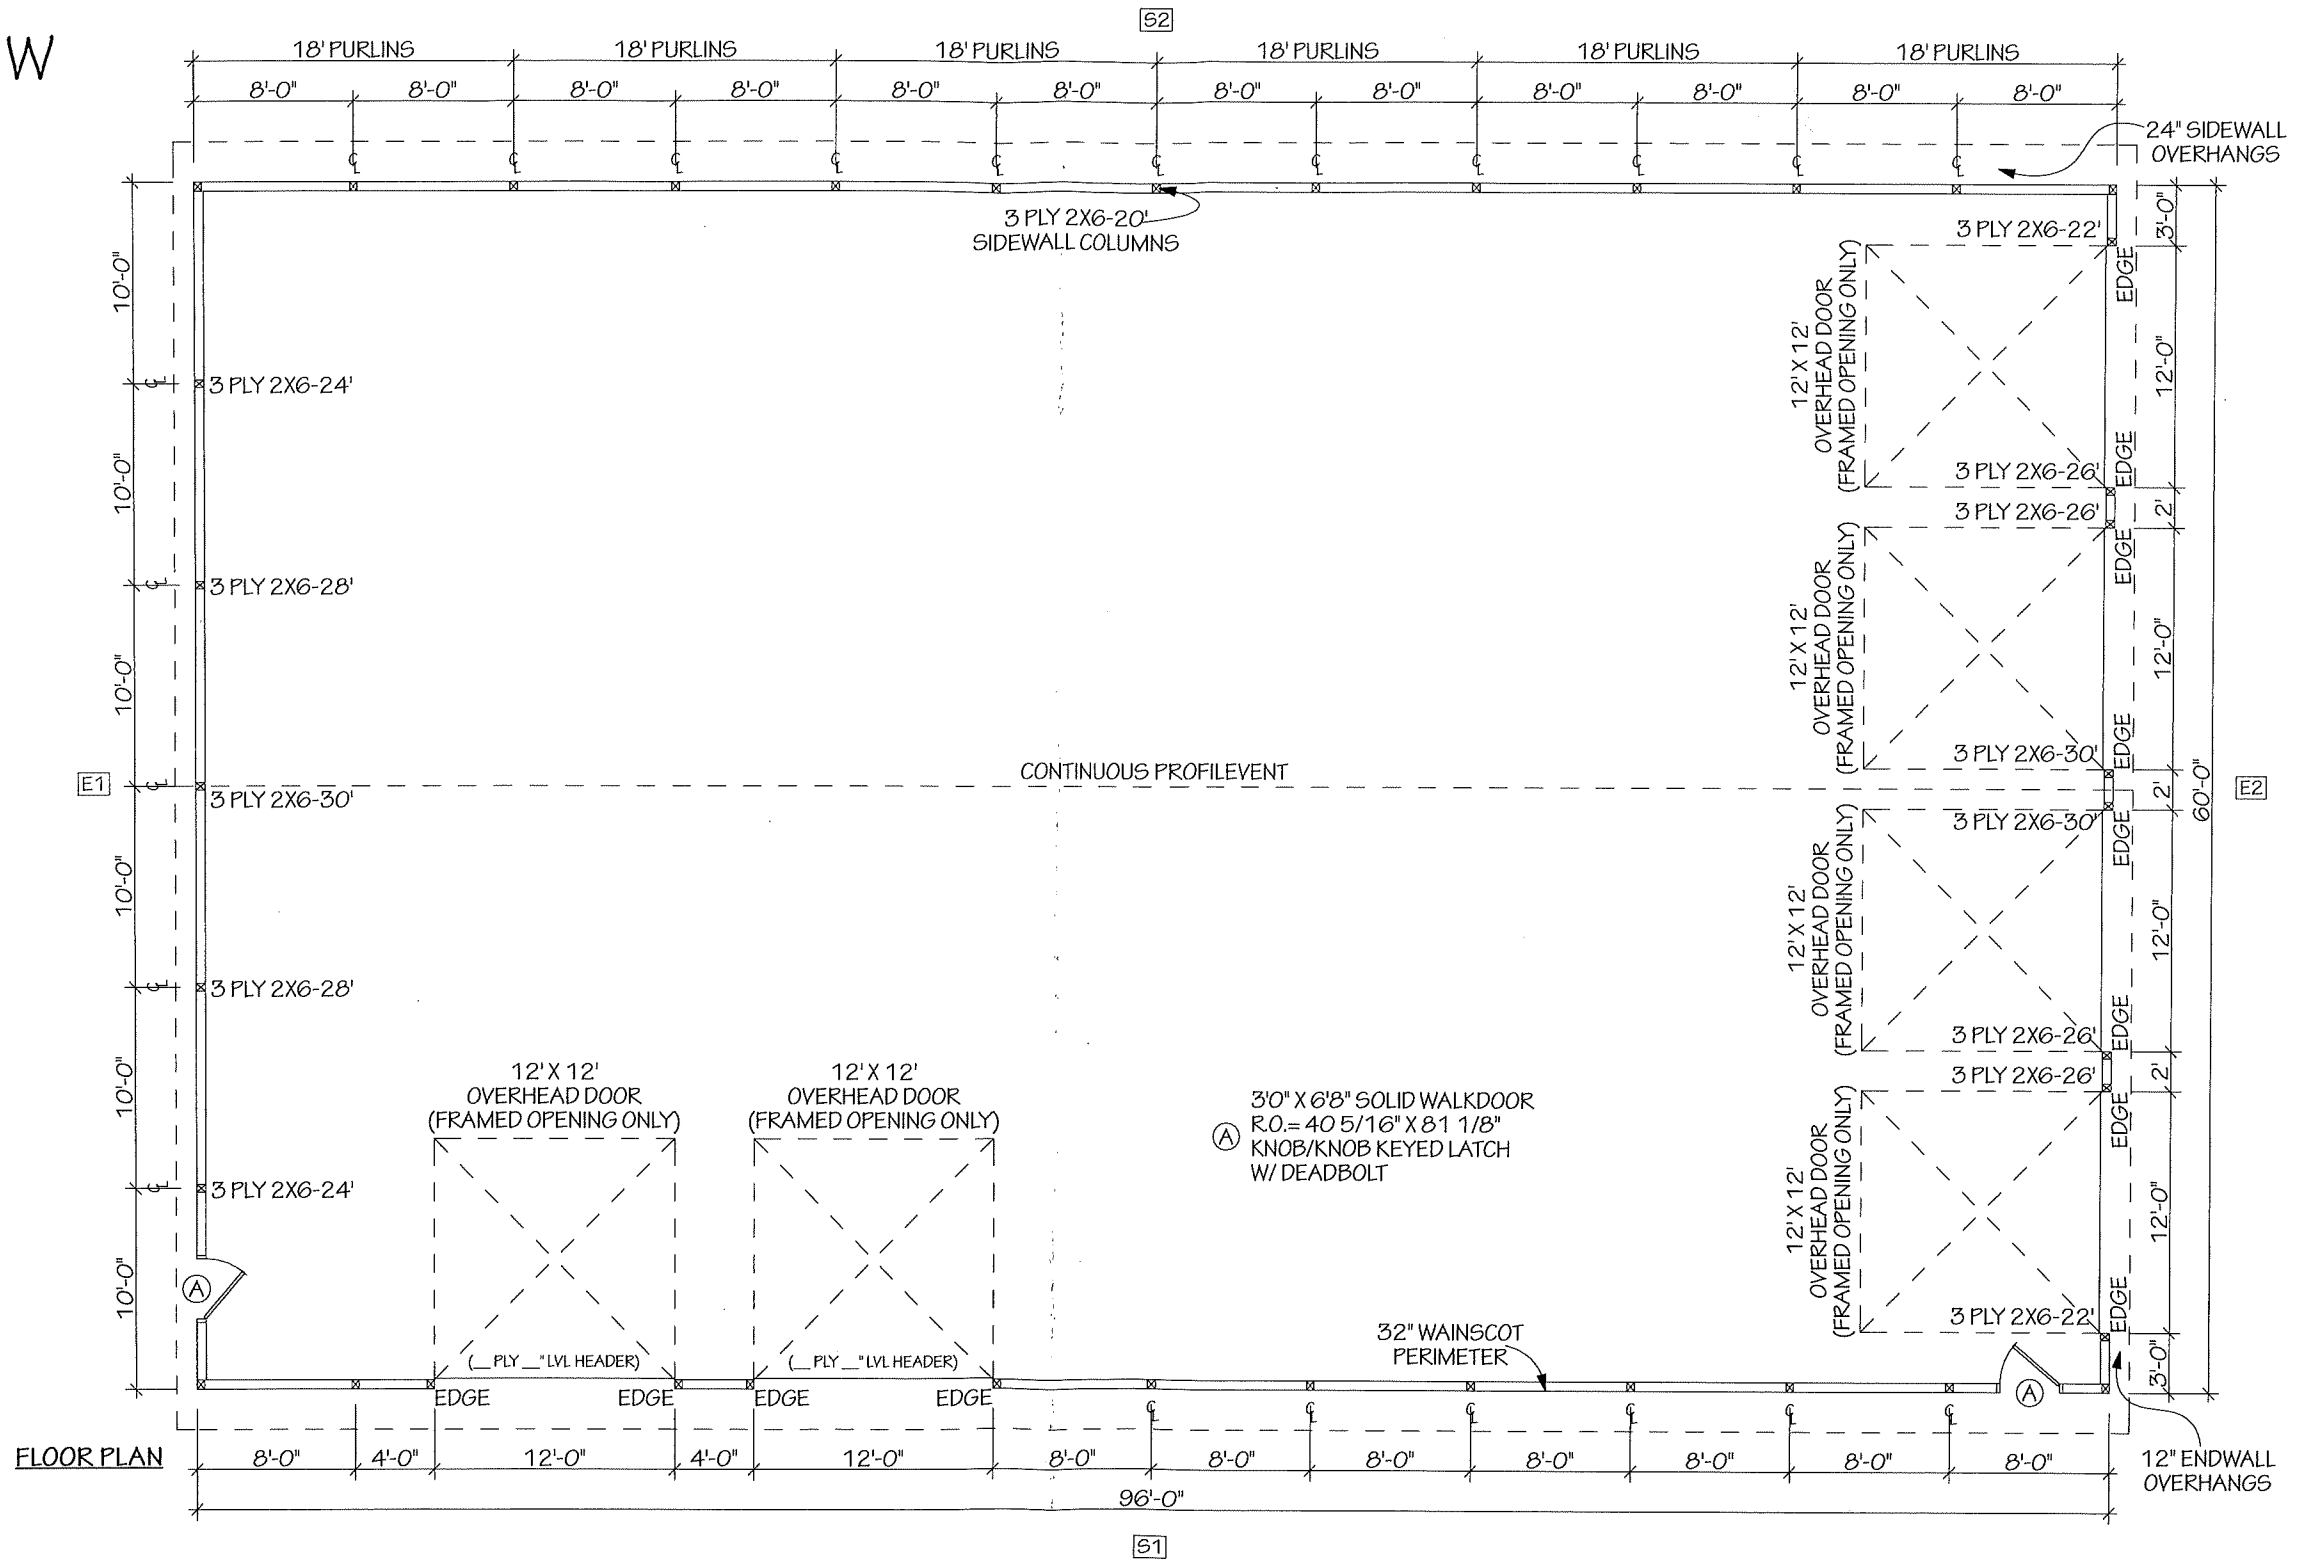 S2
W
18' PURLINS 18' PURLINS 18' PURLINS 18' PURLINS 18' PURLINS 18' PURLINS
8'-0" 8'-0" 8'-0" 8'-0" 8'-0" 8'-0" 8'-0" 8'-0" 8'-0" 8'-0" 8'-0" 8'-0"
24" SIDEWALL
OVERHANGS
℄ ℄ ℄ ℄ ℄ ℄ ℄ ℄ ℄ ℄ ℄
3 PLY 2X6-20'
SIDEWALL COLUMNS
10'-0"
℄
3 PLY 2X6-24'
10'-0"
℄
3 PLY 2X6-28'
10'-0"
E1
℄
3 PLY 2X6-30'
10'-0"
℄
3 PLY 2X6-28'
10'-0"
℄
3 PLY 2X6-24'
10'-0"
A
CONTINUOUS PROFILEVENT
3 PLY 2X6-22'
3'-0"
EDGE
12' X 12'
OVERHEAD DOOR
(FRAMED OPENING ONLY)
12'-0"
EDGE
3 PLY 2X6-26'
2'
3 PLY 2X6-26'
EDGE
12' X 12'
OVERHEAD DOOR
(FRAMED OPENING ONLY)
12'-0"
EDGE
3 PLY 2X6-30'
2'
60'-0"
E2
3 PLY 2X6-30'
EDGE
12' X 12'
OVERHEAD DOOR
(FRAMED OPENING ONLY)
12'-0"
EDGE
3 PLY 2X6-26'
2'
3 PLY 2X6-26'
EDGE
12' X 12'
OVERHEAD DOOR
(FRAMED OPENING ONLY)
12'-0"
EDGE
3 PLY 2X6-22'
3'-0"
12' X 12'
OVERHEAD DOOR
(FRAMED OPENING ONLY)
12' X 12'
OVERHEAD DOOR
(FRAMED OPENING ONLY)
A
3'0" X 6'8" SOLID WALKDOOR
R.O.= 40 5/16" X 81 1/8"
KNOB/KNOB KEYED LATCH
W/ DEADBOLT
32" WAINSCOT
PERIMETER
(__ PLY __" LVL HEADER) (__ PLY __" LVL HEADER)
EDGE EDGE EDGE EDGE
A
℄ ℄ ℄ ℄ ℄ ℄
FLOOR PLAN
8'-0" 4'-0" 12'-0" 4'-0" 12'-0" 8'-0" 8'-0" 8'-0" 8'-0" 8'-0" 8'-0" 8'-0"
12" ENDWALL
OVERHANGS
96'-0"
S1